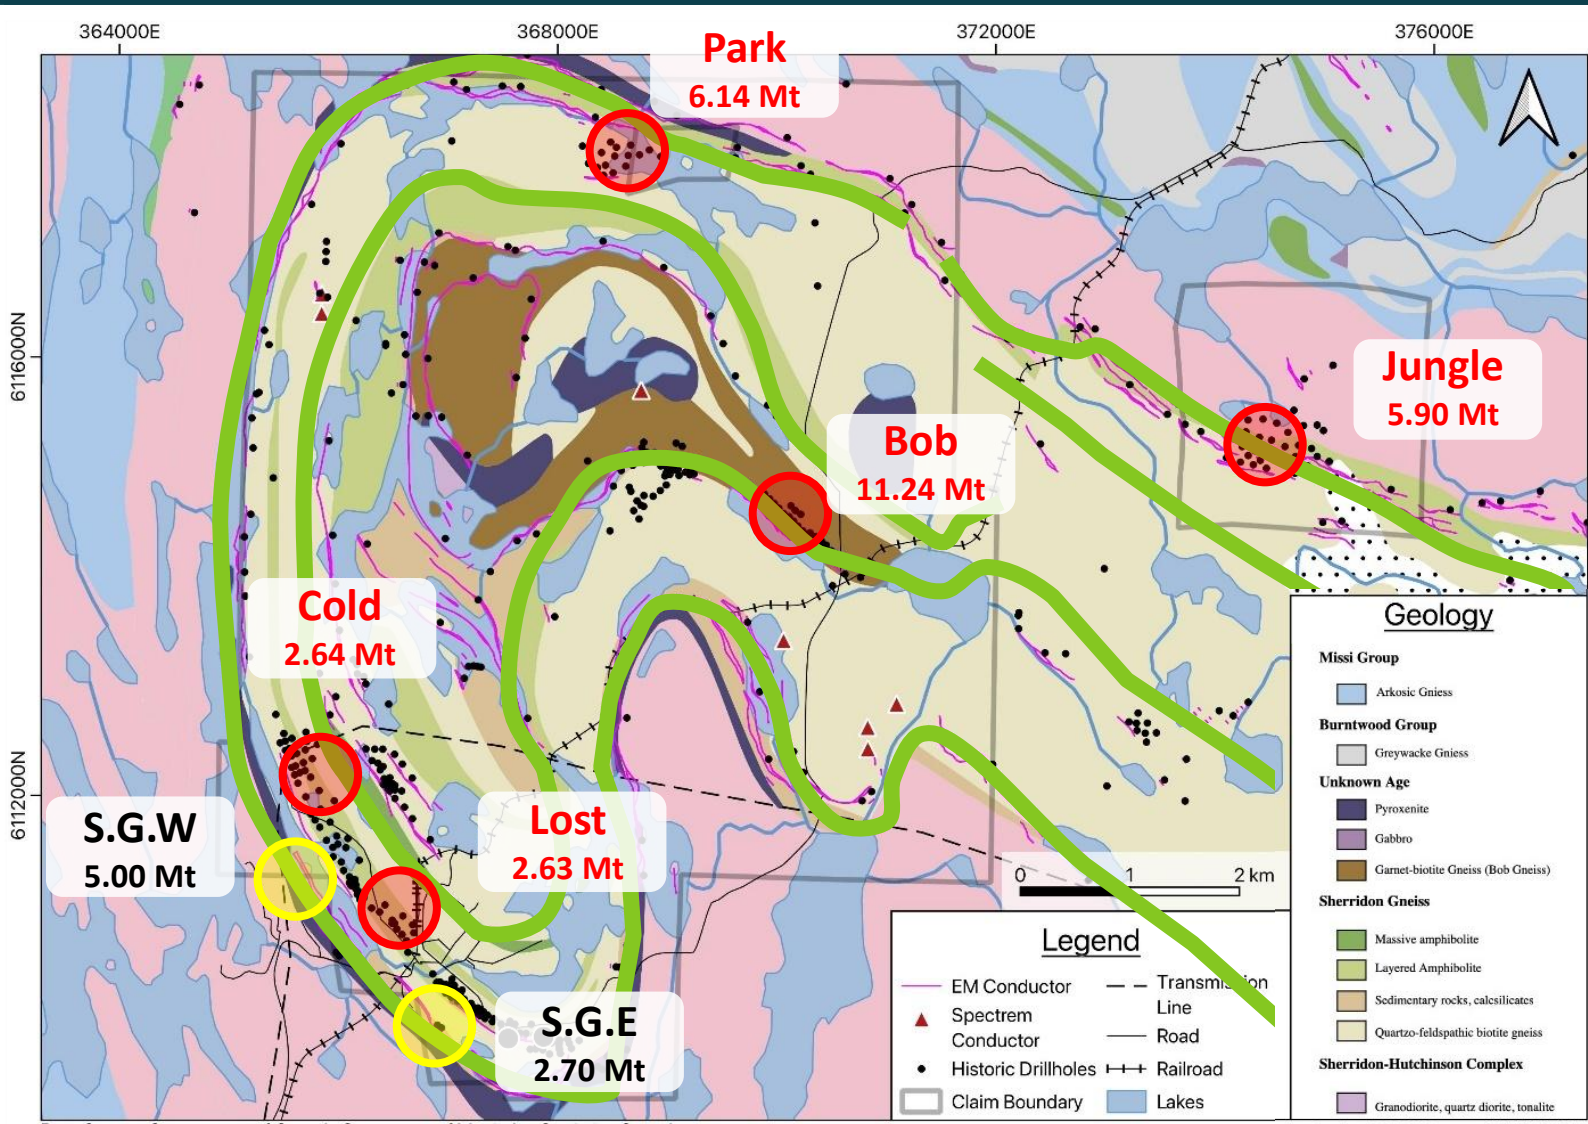 364000E
368000E
372000E
376000E
Park
6.14 Mt
6116000N
Jungle
5.90 Mt
Bob
11.24 Mt
Cold
2.64 Mt
6112000N
S.G.W
5.00 Mt
Lost
2.63 Mt
S.G.E
2.70 Mt
0 1 2 km
Legend
EM Conductor
Spectrem
Conductor
Historic Drillholes
Claim Boundary
Transmission
Line
Road
Railroad
Lakes
Geology
Missi Group
Arkosic Gniess
Burntwood Group
Greywacke Gniess
Unknown Age
Pyroxenite
Gabbro
Garnet-biotite Gneiss (Bob Gneiss)
Sherridon Gneiss
Massive amphibolite
Layered Amphibolite
Sedimentary rocks, calcsilicates
Quartzo-feldspathic biotite gneiss
Sherridon-Hutchinson Complex
Granodiorite, quartz diorite, tonalite